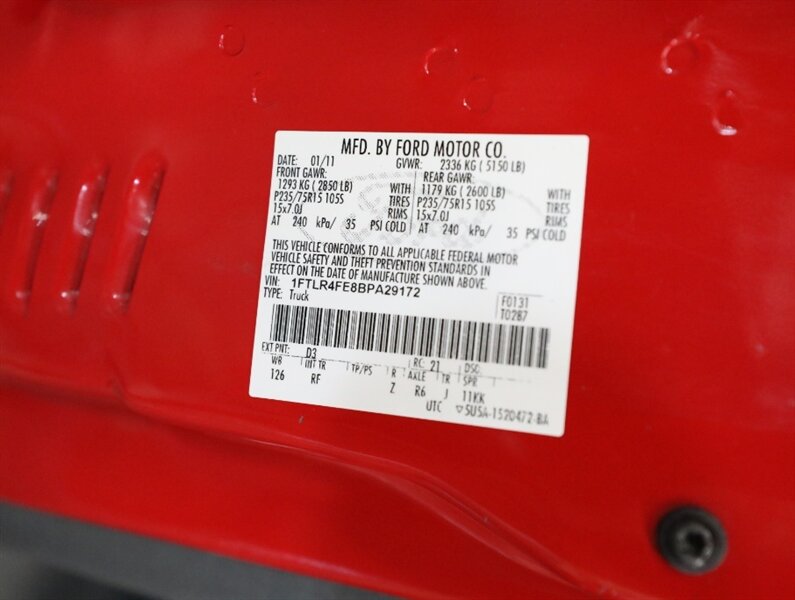 MFD. BY FORD MOTOR CO.
DATE: 01/11 GVWR: 2336 KG ( 5150 LB)
FRONT GAWR: REAR GAWR:
1293 KG ( 2850 LB) WITH 1179 KG ( 2600 LB) WITH
P235/75R15 105S TIRES P235/75R15 105S TIRES
15x7.0J RIMS 15x7.0J RIMS
AT 240 kPa/ 35 PSI COLD AT 240 kPa/ 35 PSI COLD
THIS VEHICLE CONFORMS TO ALL APPLICABLE FEDERAL MOTOR
VEHICLE SAFETY AND THEFT PREVENTION STANDARDS IN
EFFECT ON THE DATE OF MANUFACTURE SHOWN ABOVE.
VIN: 1FTLR4FE8BPA29172 F0131
TYPE: Truck T0287
EXT PNT: D3 RC: 21 DSO:
WB INT TR TP/PS R AXLE TR SPR
126 RF Z R6 J 11KK
UTC ▽5U5A-1520472-BA